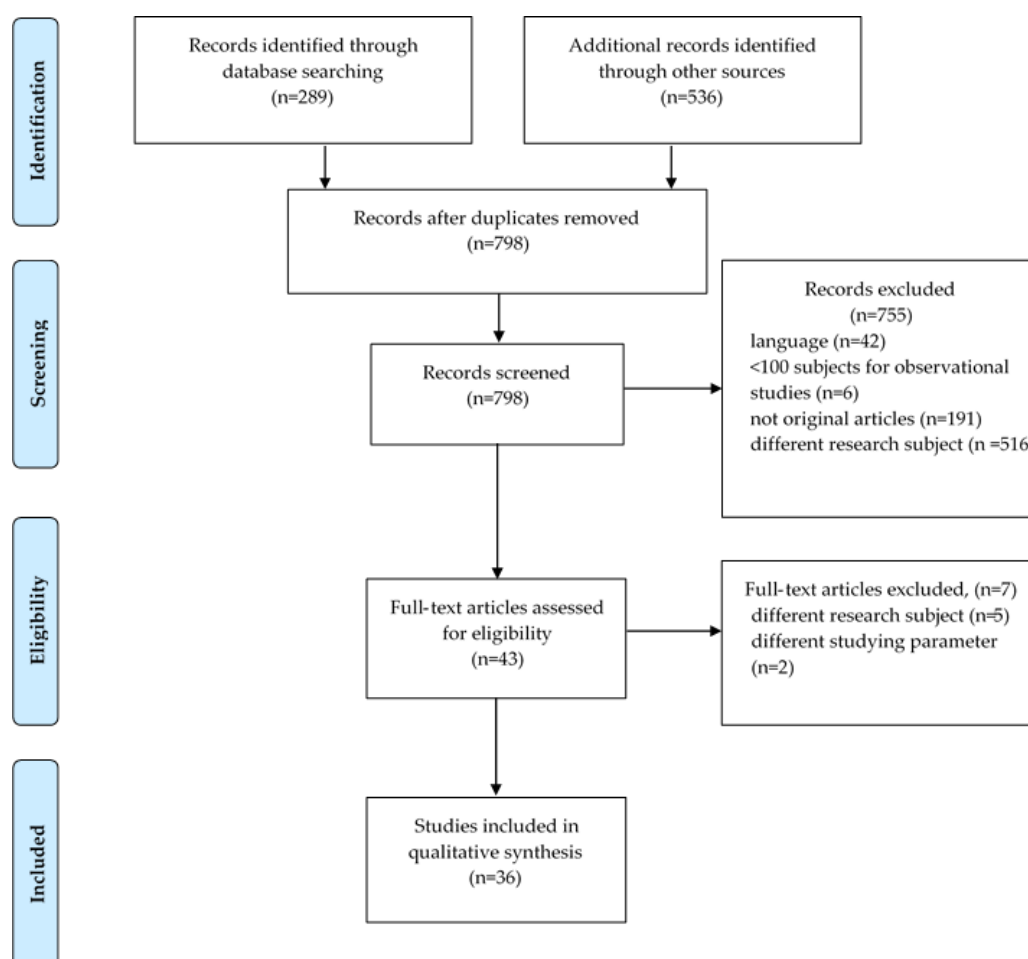 Identification
Records identified through
database searching
(n=289)
Additional records identified
through other sources
(n=536)
Records after duplicates removed
(n=798)
Screening
Records screened
(n=798)
Records excluded
(n=755)
language (n=42)
<100 subjects for observational
studies (n=6)
not original articles (n=191)
different research subject (n =516
Eligibility
Full-text articles assessed
for eligibility
(n=43)
Full-text articles excluded, (n=7)
different research subject (n=5)
different studying parameter
(n=2)
Included
Studies included in
qualitative synthesis
(n=36)